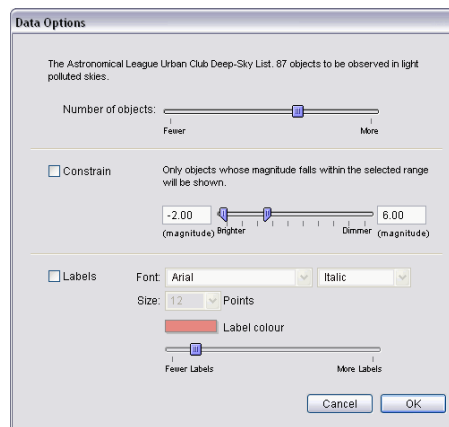 Data Options
The Astronomical League Urban Club Deep-Sky List. 87 objects to be observed in light
polluted skies.
Number of objects:
Fewer More
Constrain Only objects whose magnitude falls within the selected range
will be shown.
-2.00 6.00
(magnitude) Brighter Dimmer (magnitude)
Labels Font: Arial Italic
Size: 12 Points
Label colour
Fewer Labels More Labels
Cancel OK